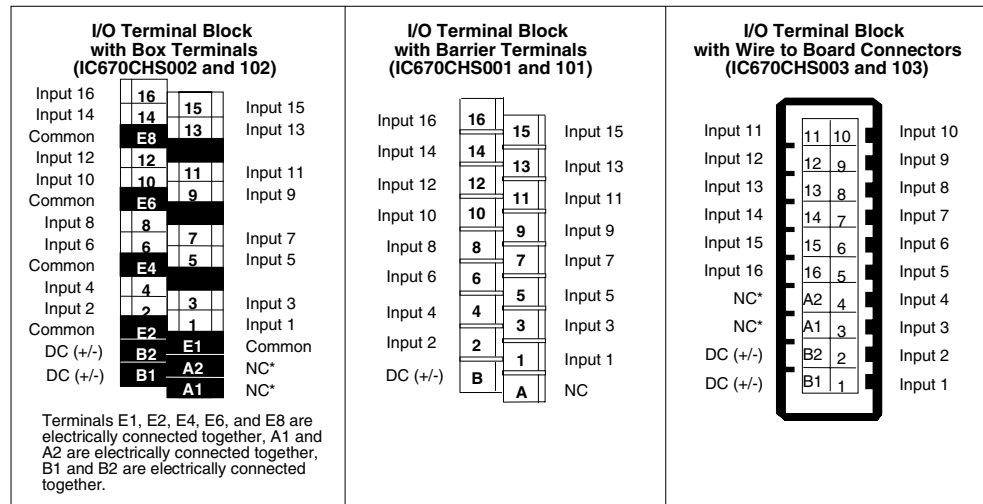 I/O Terminal Block
with Box Terminals
(IC670CHS002 and 102)
Input 16 16
15 Input 15
Input 14 14
13 Input 13
Common E8
Input 12 12
11 Input 11
Input 10 10
9 Input 9
Common E6
Input 8 8
7 Input 7
Input 6 6
5 Input 5
Common E4
Input 4 4
3 Input 3
Input 2 2
1 Input 1
Common E2
E1 Common
DC (+/-) B2
A2 NC*
DC (+/-) B1
A1 NC*
Terminals E1, E2, E4, E6, and E8 are
electrically connected together, A1 and
A2 are electrically connected together,
B1 and B2 are electrically connected
together.
I/O Terminal Block
with Barrier Terminals
(IC670CHS001 and 101)
Input 16 16
15 Input 15
Input 14 14
13 Input 13
Input 12 12
11 Input 11
Input 10 10
9 Input 9
Input 8 8
7 Input 7
Input 6 6
5 Input 5
Input 4 4
3 Input 3
Input 2 2
1 Input 1
DC (+/-) B
A NC
I/O Terminal Block
with Wire to Board Connectors
(IC670CHS003 and 103)
Input 11 11 10 Input 10
Input 12 12 9 Input 9
Input 13 13 8 Input 8
Input 14 14 7 Input 7
Input 15 15 6 Input 6
Input 16 16 5 Input 5
NC* A2 4 Input 4
NC* A1 3 Input 3
DC (+/-) B2 2 Input 2
DC (+/-) B1 1 Input 1